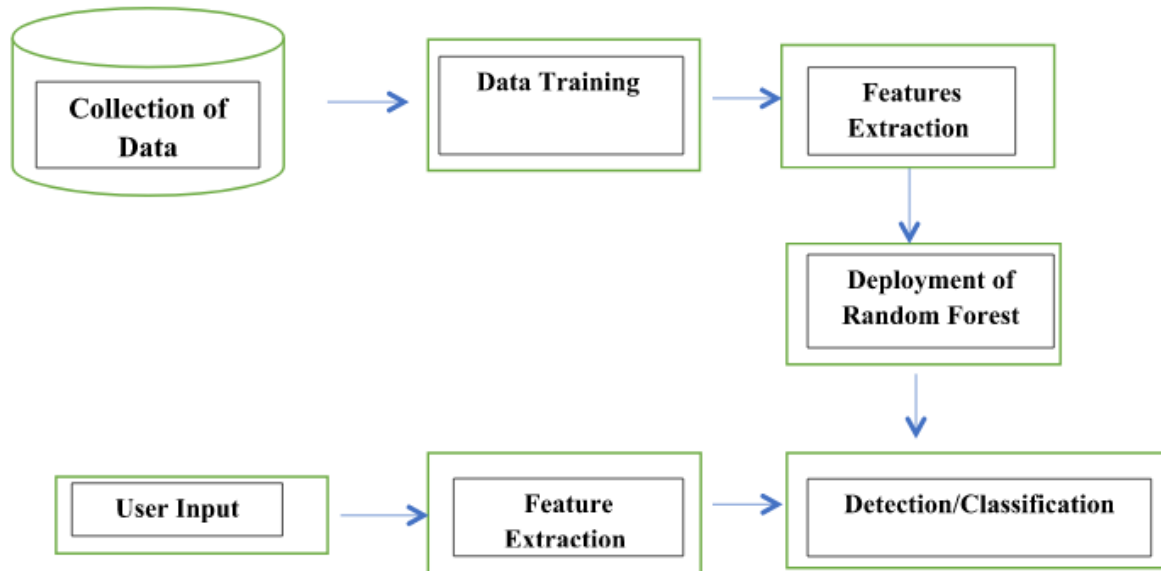 Collection of
Data
Data Training
Features
Extraction
Deployment of
Random Forest
User Input
Feature
Extraction
Detection/Classification